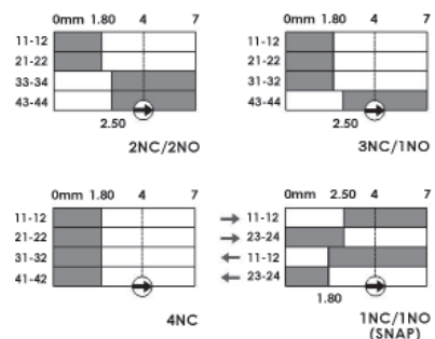 0mm 1.80 4 7
11-12
21-22
33-34
43-44
2.50
2NC/2NO
0mm 1.80 4 7
11-12
21-22
31-32
43-44
2.50
3NC/1NO
0mm 1.80 4 7
11-12
21-22
31-32
41-42
4NC
0mm 2.50 4 7
→ 11-12
→ 23-24
← 11-12
← 23-24
1.80
1NC/1NO
(SNAP)